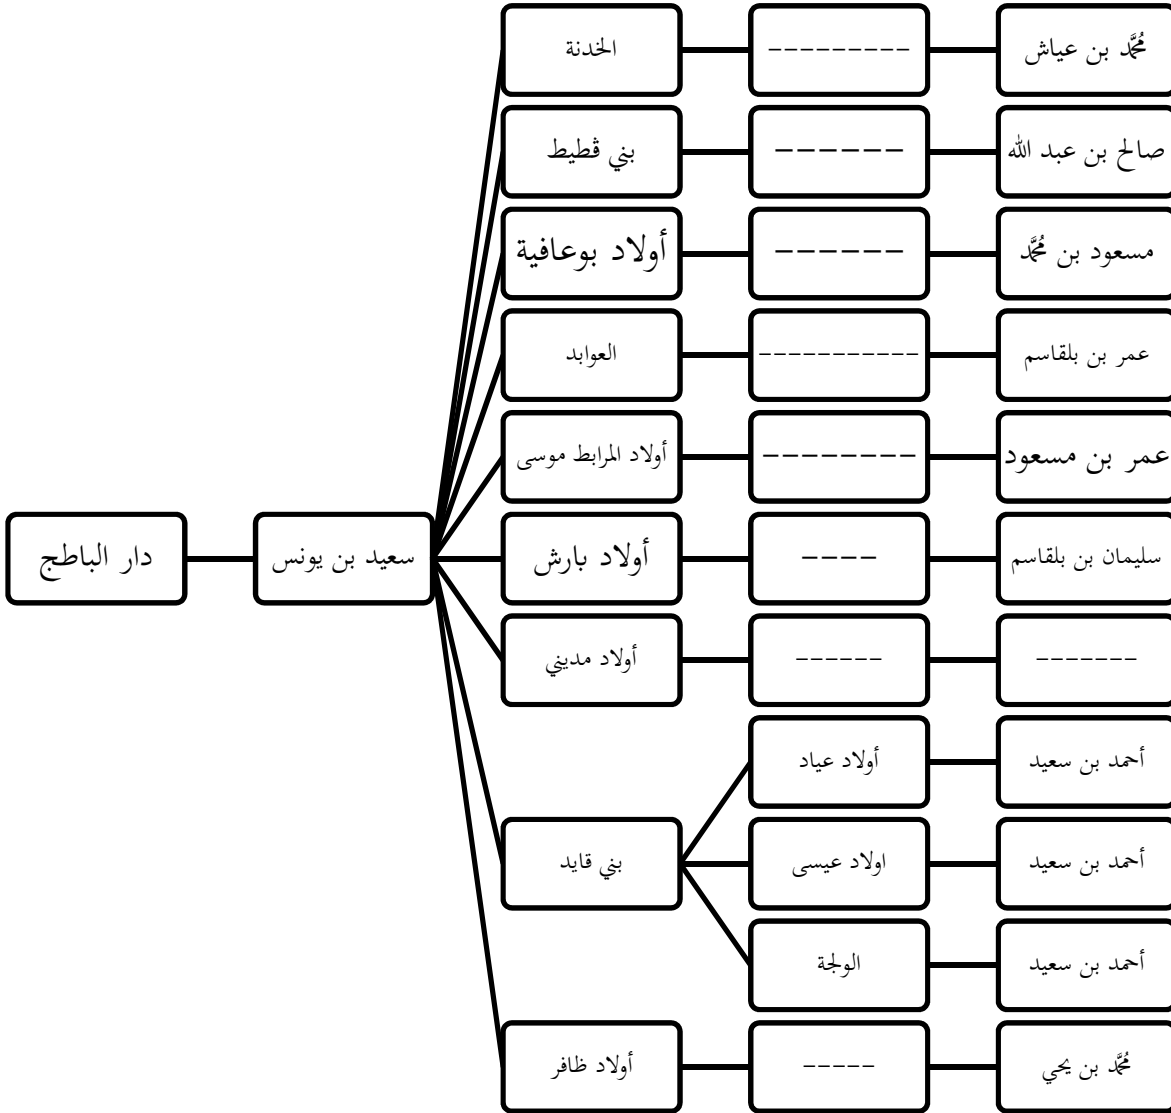 الخدنة
---------
مُحَمَّد بن عياش
بني ڨطيط
------
صالح بن عبد الله
أولاد بوعافية
------
مسعود بن مُحَمَّد
العوابد
-----------
عمر بن بلقاسم
أولاد المرابط موسى
--------
عمر بن مسعود
دار الباطح
سعيد بن يونس
أولاد بارش
----
سليمان بن بلقاسم
أولاد مديني
------
-------
بني قايد
أولاد عياد
أحمد بن سعيد
اولاد عيسى
أحمد بن سعيد
الولجة
أحمد بن سعيد
أولاد ظافر
-----
مُحَمَّد بن يحي